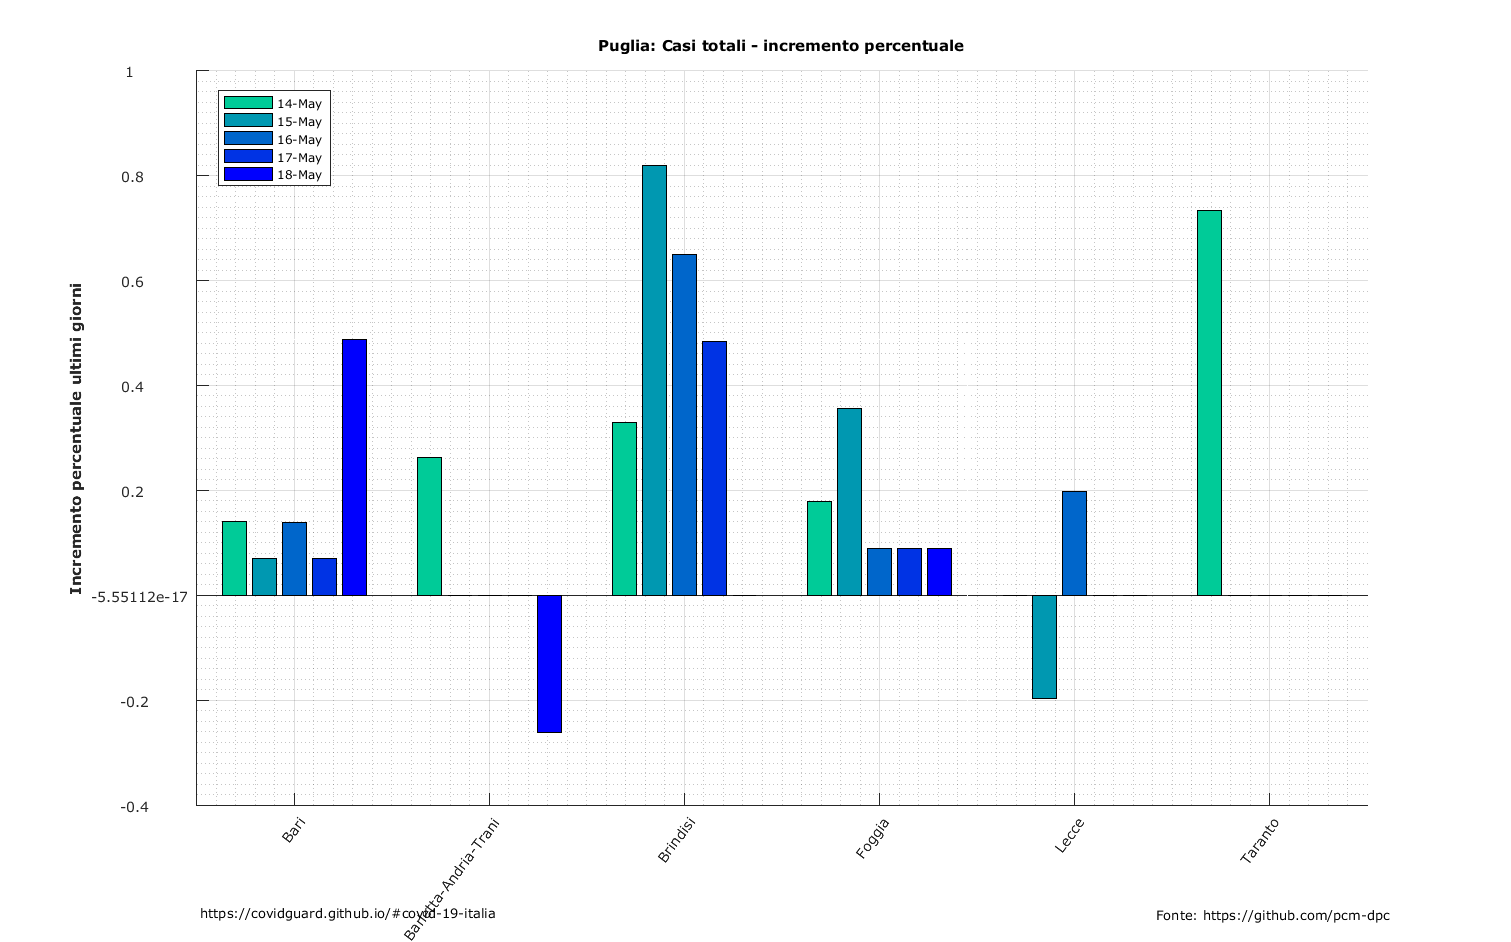 Puglia: Casi totali - incremento percentuale
14-May
15-May
16-May
17-May
18-May
Incremento percentuale ultimi giorni
1
0.8
0.6
0.4
0.2
-5.55112e-17
-0.2
-0.4
Bari
Barletta-Andria-Trani
Brindisi
Foggia
Lecce
Taranto
https://covidguard.github.io/#covid-19-italia
Fonte: https://github.com/pcm-dpc